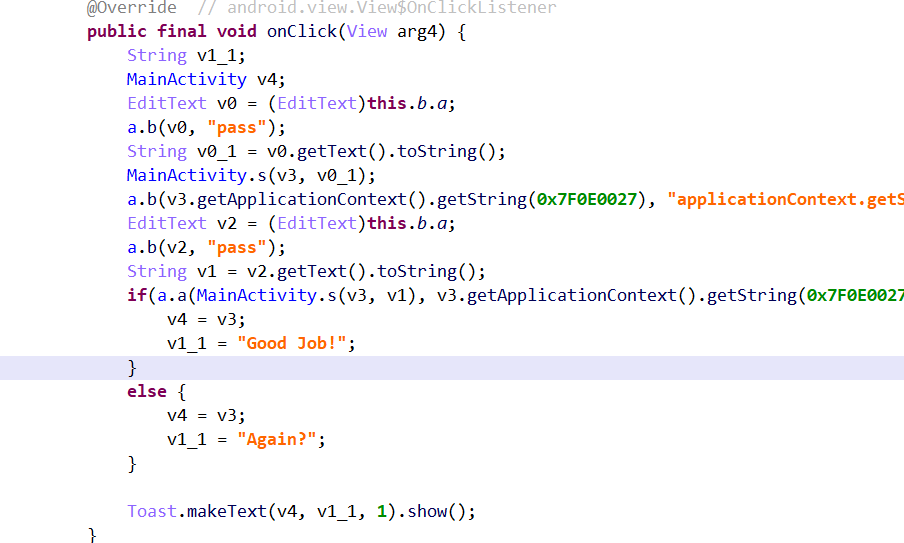 @Override  // android.view.View$OnClickListener
public final void onClick(View arg4) {
    String v1_1;
    MainActivity v4;
    EditText v0 = (EditText)this.b.a;
    a.b(v0, "pass");
    String v0_1 = v0.getText().toString();
    MainActivity.s(v3, v0_1);
    a.b(v3.getApplicationContext().getString(0x7F0E0027), "applicationContext.getS
    EditText v2 = (EditText)this.b.a;
    a.b(v2, "pass");
    String v1 = v2.getText().toString();
    if(a.a(MainActivity.s(v3, v1), v3.getApplicationContext().getString(0x7F0E0027
        v4 = v3;
        v1_1 = "Good Job!";
    }
    else {
        v4 = v3;
        v1_1 = "Again?";
    }

    Toast.makeText(v4, v1_1, 1).show();
}